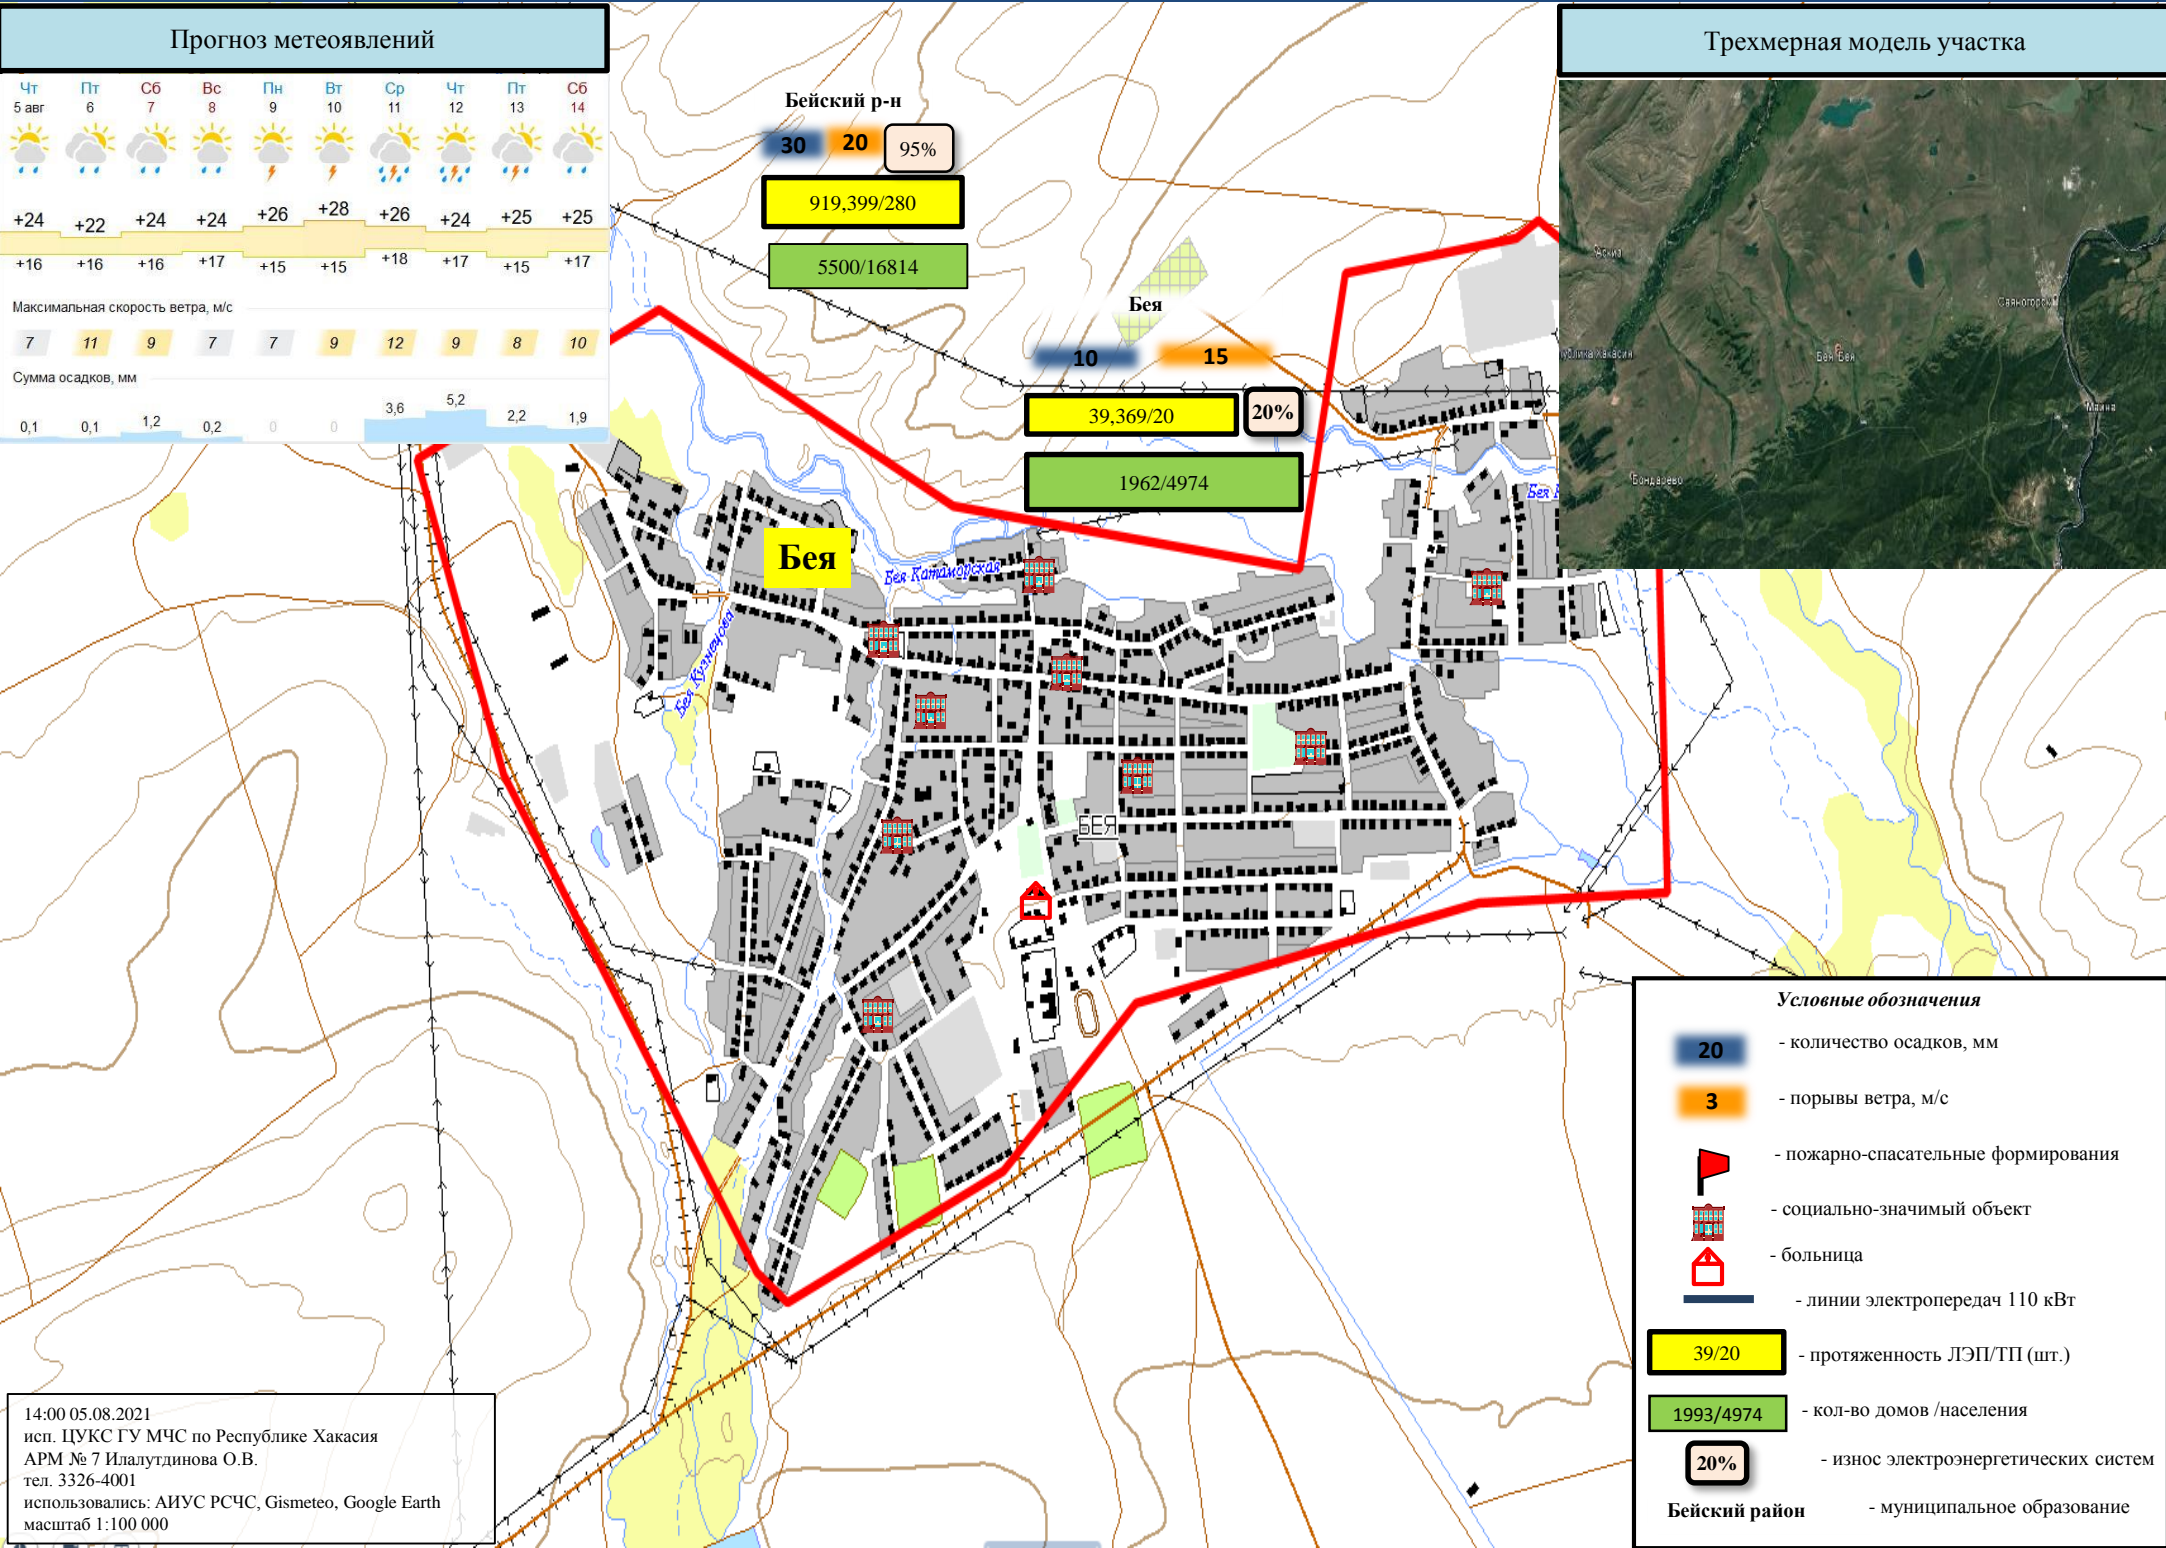 Прогноз метеоявлений
Чт Пт Сб Вс Пн Вт Ср Чт Пт Сб
5 авг 6 7 8 9 10 11 12 13 14
+24 +22 +24 +24 +26 +28 +26 +24 +25 +25
+16 +16 +16 +17 +15 +15 +18 +17 +15 +17
Максимальная скорость ветра, м/с
7 11 9 7 7 9 12 9 8 10
Сумма осадков, мм
0,1 0,1 1,2 0,2 0 0 3,6 5,2 2,2 1,9
Бейский р-н
30 20 95%
919,399/280
5500/16814
Бея
10 15
39,369/20 20%
1962/4974
Трехмерная модель участка
Аскиз
Саяногорск
Бея Бея
Майна
Бондарево
Бея
Бея Катаморская
Бея Кузнецова
Бея К
БЕЯ
Условные обозначения
20 - количество осадков, мм
3 - порывы ветра, м/с
- пожарно-спасательные формирования
- социально-значимый объект
- больница
- линии электропередач 110 кВт
39/20 - протяженность ЛЭП/ТП (шт.)
1993/4974 - кол-во домов /населения
20% - износ электроэнергетических систем
Бейский район - муниципальное образование
14:00 05.08.2021
исп. ЦУКС ГУ МЧС по Республике Хакасия
АРМ № 7 Илалутдинова О.В.
тел. 3326-4001
использовались: АИУС РСЧС, Gismeteo, Google Earth
масштаб 1:100 000